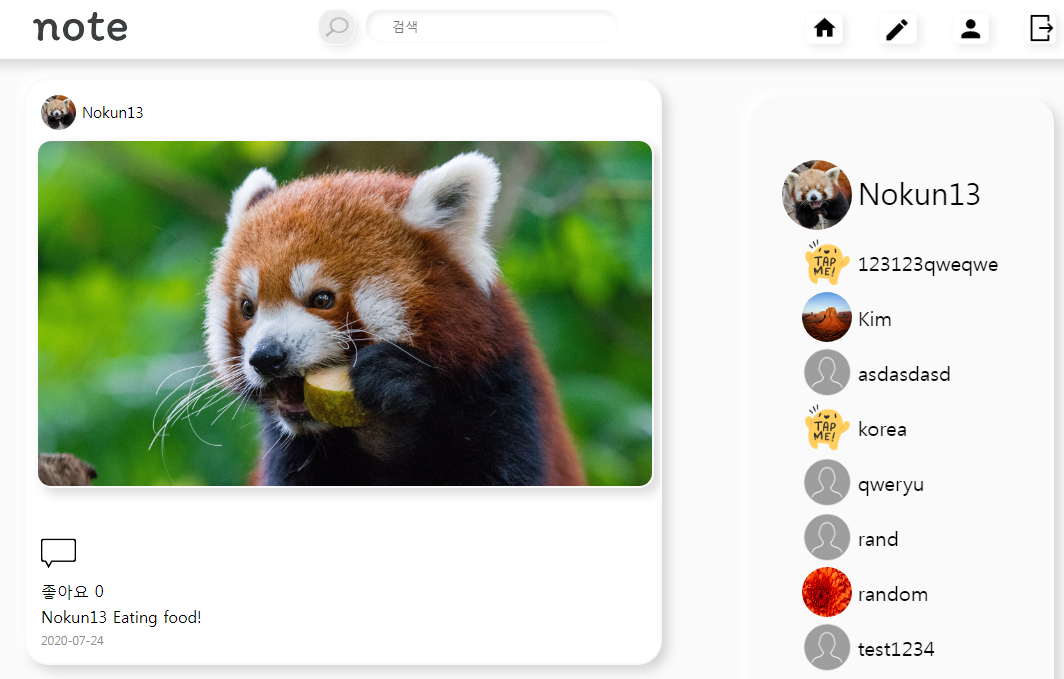 note
검색
Nokun13
좋아요 0
Nokun13 Eating food!
2020-07-24
Nokun13
TAP ME!
123123qweqwe
Kim
asdasdasd
TAP ME!
korea
qweryu
rand
random
test1234